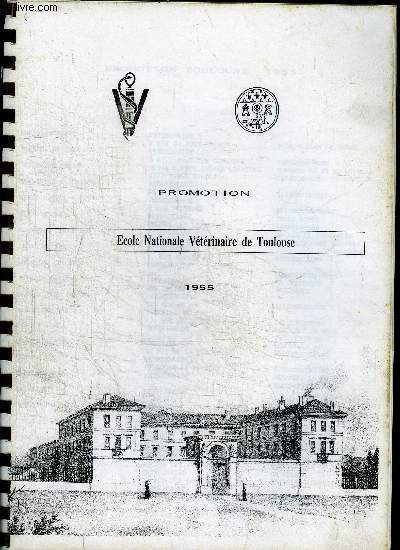 PROMOTION
Ecole Nationale Vétérinaire de Toulouse
1955